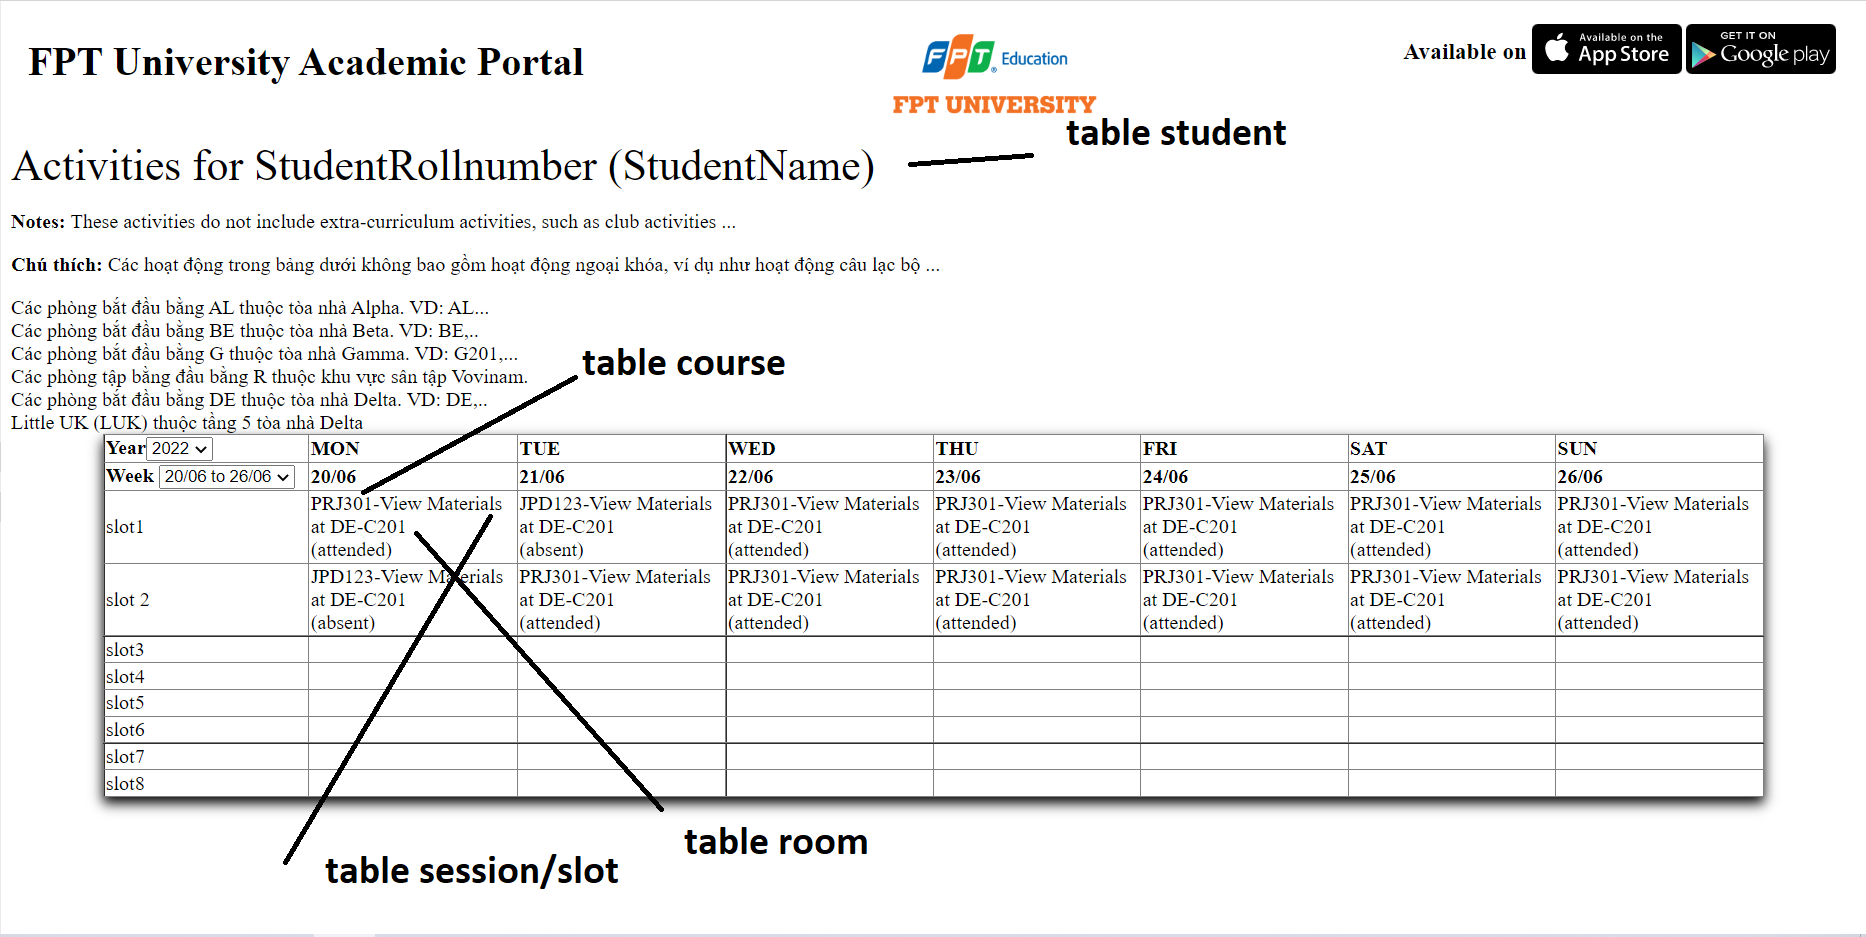 FPT University Academic Portal
FPT Education
FPT UNIVERSITY
Available on
Available on the
App Store
GET IT ON
Google play
table student
Activities for StudentRollnumber (StudentName)
Notes: These activities do not include extra-curriculum activities, such as club activities ...
Chú thích: Các hoạt động trong bảng dưới không bao gồm hoạt động ngoại khóa, ví dụ như hoạt động câu lạc bộ ...
Các phòng bắt đầu bằng AL thuộc tòa nhà Alpha. VD: AL...
Các phòng bắt đầu bằng BE thuộc tòa nhà Beta. VD: BE,..
Các phòng bắt đầu bằng G thuộc tòa nhà Gamma. VD: G201,...
Các phòng tập bằng đầu bằng R thuộc khu vực sân tập Vovinam.
Các phòng bắt đầu bằng DE thuộc tòa nhà Delta. VD: DE,..
Little UK (LUK) thuộc tầng 5 tòa nhà Delta
table course
Year 2022 MON TUE WED THU FRI SAT SUN
Week 20/06 to 26/06 20/06 21/06 22/06 23/06 24/06 25/06 26/06
slot1
PRJ301-View Materials
at DE-C201
(attended)
JPD123-View Materials
at DE-C201
(absent)
PRJ301-View Materials
at DE-C201
(attended)
PRJ301-View Materials
at DE-C201
(attended)
PRJ301-View Materials
at DE-C201
(attended)
PRJ301-View Materials
at DE-C201
(attended)
PRJ301-View Materials
at DE-C201
(attended)
slot 2
JPD123-View Materials
at DE-C201
(absent)
PRJ301-View Materials
at DE-C201
(attended)
PRJ301-View Materials
at DE-C201
(attended)
PRJ301-View Materials
at DE-C201
(attended)
PRJ301-View Materials
at DE-C201
(attended)
PRJ301-View Materials
at DE-C201
(attended)
PRJ301-View Materials
at DE-C201
(attended)
slot3
slot4
slot5
slot6
slot7
slot8
table room
table session/slot